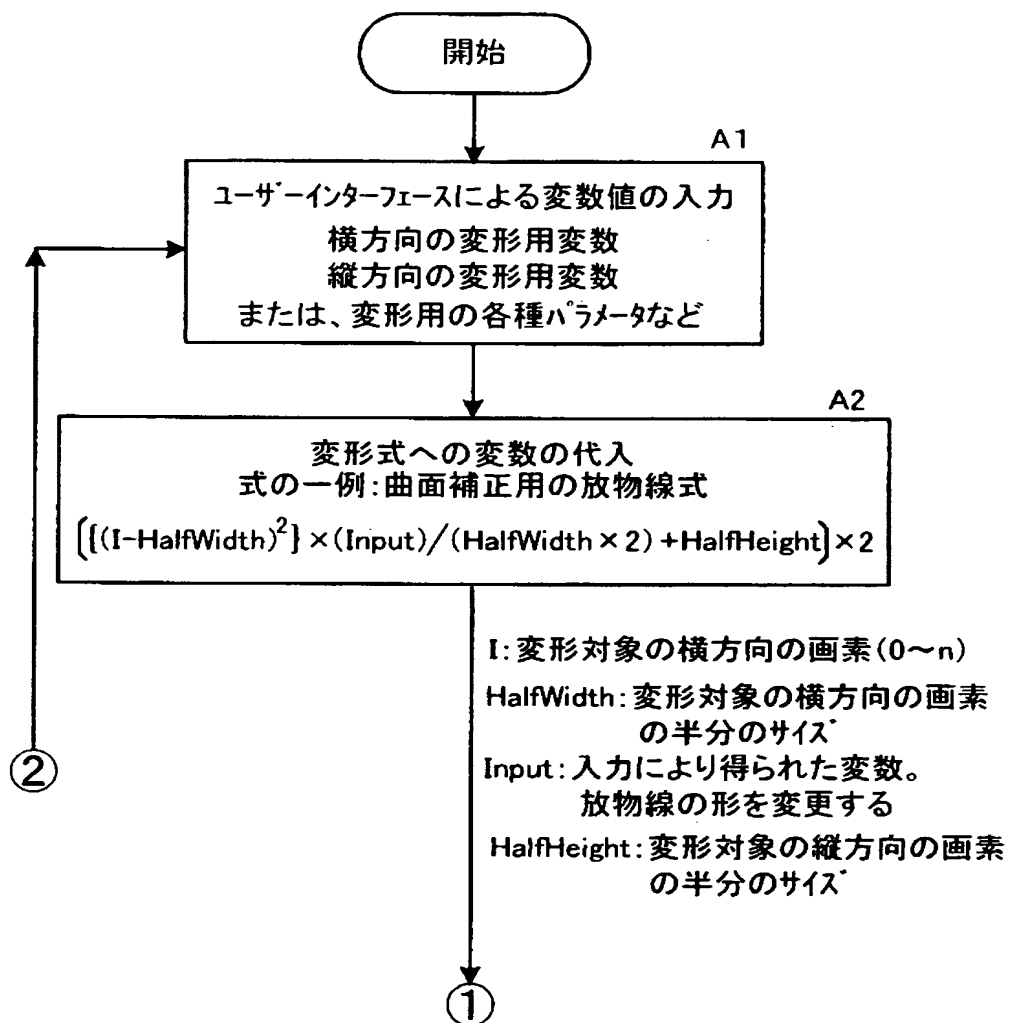 開始
A1
ユーザーインターフェースによる変数値の入力
横方向の変形用変数
縦方向の変形用変数
または、変形用の各種パラメータなど
A2
変形式への変数の代入
式の一例:曲面補正用の放物線式
({(I-HalfWidth)²}×(Input)/(HalfWidth×2)+HalfHeight)×2
I:変形対象の横方向の画素(0〜n)
HalfWidth:変形対象の横方向の画素
の半分のサイズ
Input:入力により得られた変数。
放物線の形を変更する
HalfHeight:変形対象の縦方向の画素
の半分のサイズ
②
①